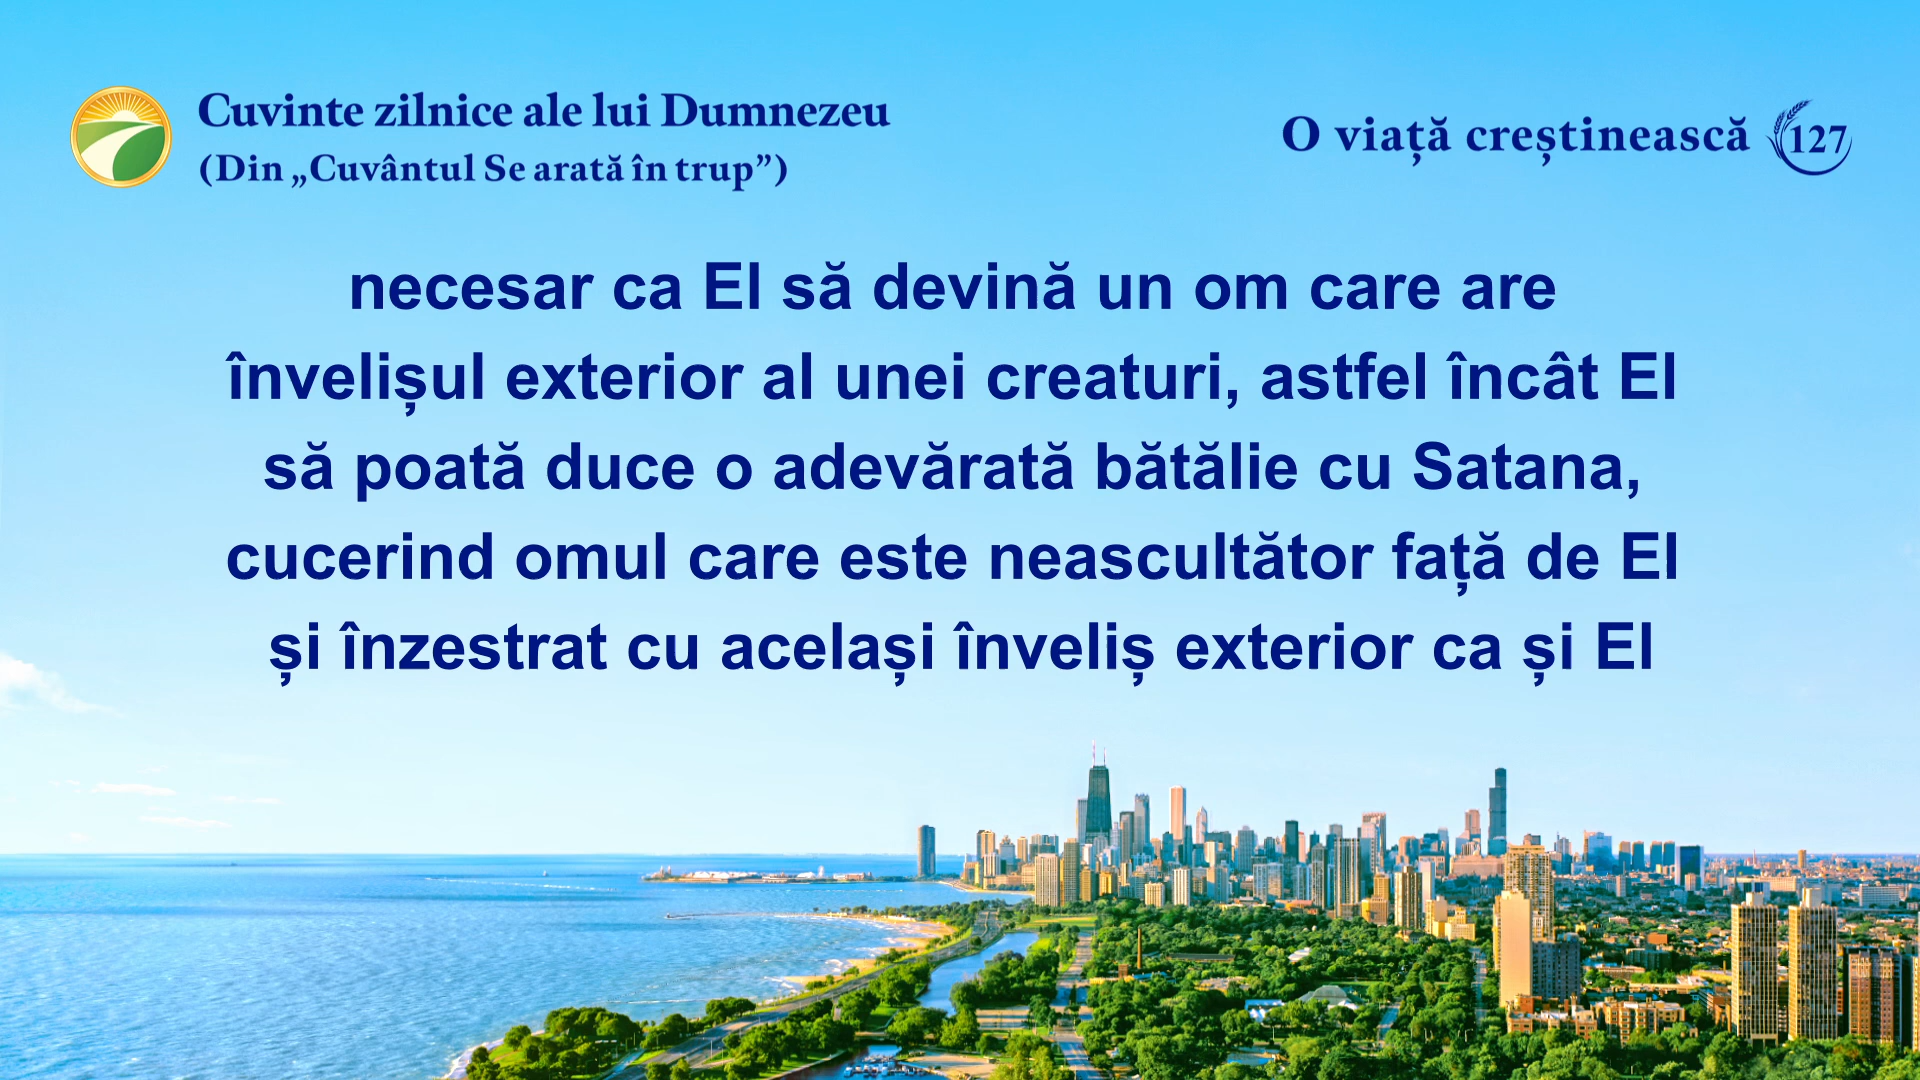 Cuvinte zilnice ale lui Dumnezeu
(Din „Cuvântul Se arată în trup”)
O viață creștinească 127
necesar ca El să devină un om care are
învelișul exterior al unei creaturi, astfel încât El
să poată duce o adevărată bătălie cu Satana,
cucerind omul care este neascultător față de El
și înzestrat cu același înveliș exterior ca și El